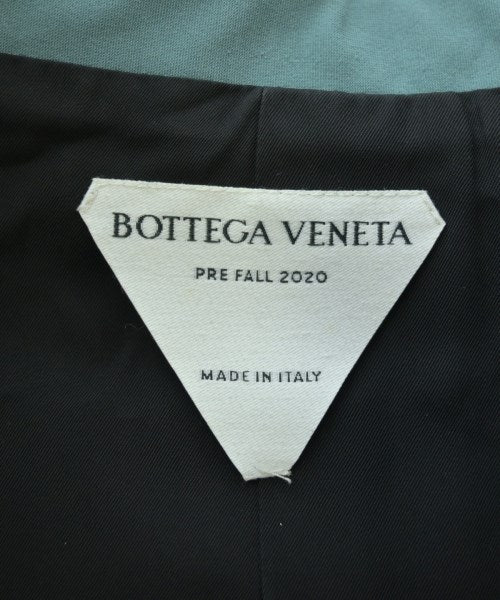 BOTTEGA VENETA
PRE FALL 2020
MADE IN ITALY